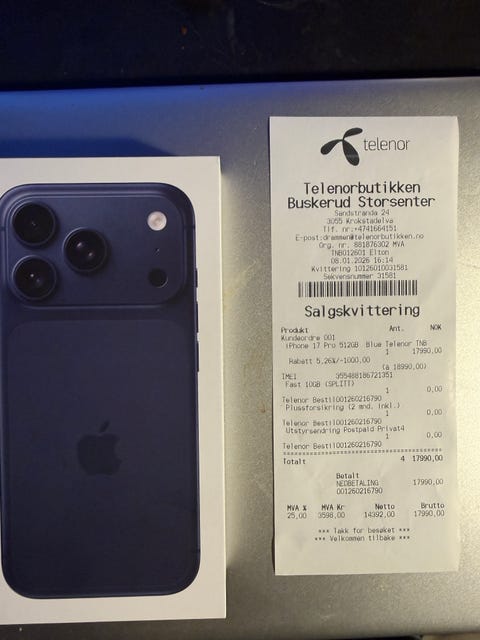 telenor
Telenorbutikken
Buskerud Storsenter
Sandstranda 24
3055 Krokstadelva
Tlf. nr:+4741664151
E-post:drammen@telenorbutikken.no
Org. nr. 881876302 MVA
TNB012601 Elton
08.01.2026 16:14
Kvittering 10126010031581
Sekvensnummer 31581
Salgskvittering
Produkt Ant. NOK
Kundeordre 001
iPhone 17 Pro 512GB Blue Telenor TNB
1 17990,00
Rabatt 5,26%/-1000,00
(à 18990,00)
IMEI 355488186721351
Fast 10GB (SPLITT)
1 0,00
Telenor Bestil001260216790
Plussforsikring (2 mnd. inkl.)
1 0,00
Telenor Bestil001260216790
Utstyrsendring Postpaid Privat4
1 0,00
Telenor Bestil001260216790
Totalt 4 17990,00
Betalt
NEDBETALING 17990,00
001260216790
MVA % MVA Kr Netto Brutto
25,00 3598,00 14392,00 17990,00
*** Takk for besøket ***
*** Velkommen tilbake ***